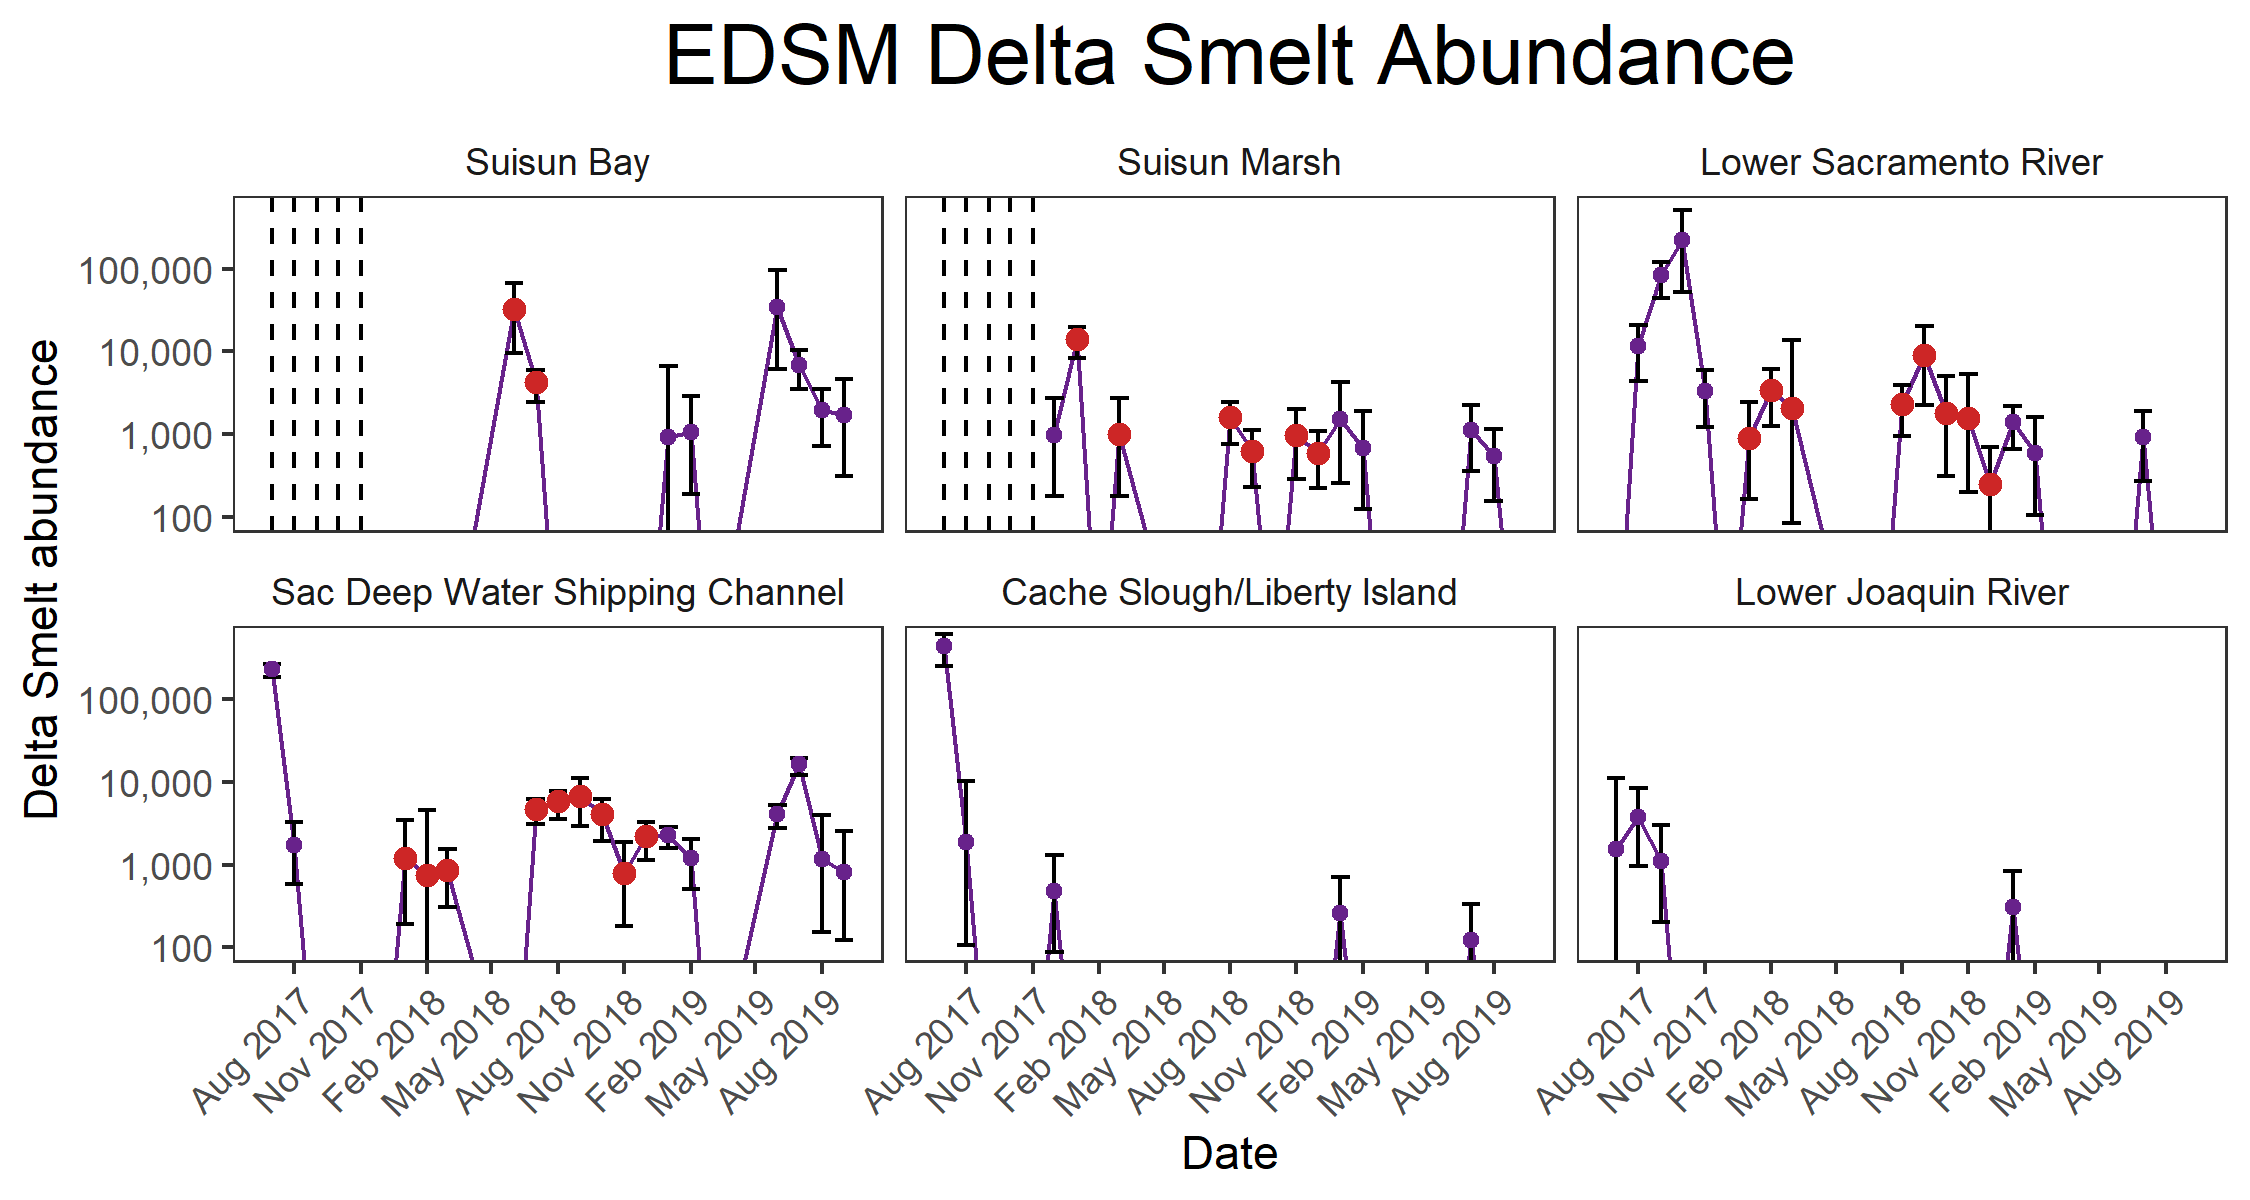 EDSM Delta Smelt Abundance
Suisun Bay
Suisun Marsh
Lower Sacramento River
Delta Smelt abundance
100,000
10,000
1,000
100
Sac Deep Water Shipping Channel
Cache Slough/Liberty Island
Lower Joaquin River
100,000
10,000
1,000
100
Aug 2017
Nov 2017
Feb 2018
May 2018
Aug 2018
Nov 2018
Feb 2019
May 2019
Aug 2019
Aug 2017
Nov 2017
Feb 2018
May 2018
Aug 2018
Nov 2018
Feb 2019
May 2019
Aug 2019
Aug 2017
Nov 2017
Feb 2018
May 2018
Aug 2018
Nov 2018
Feb 2019
May 2019
Aug 2019
Date